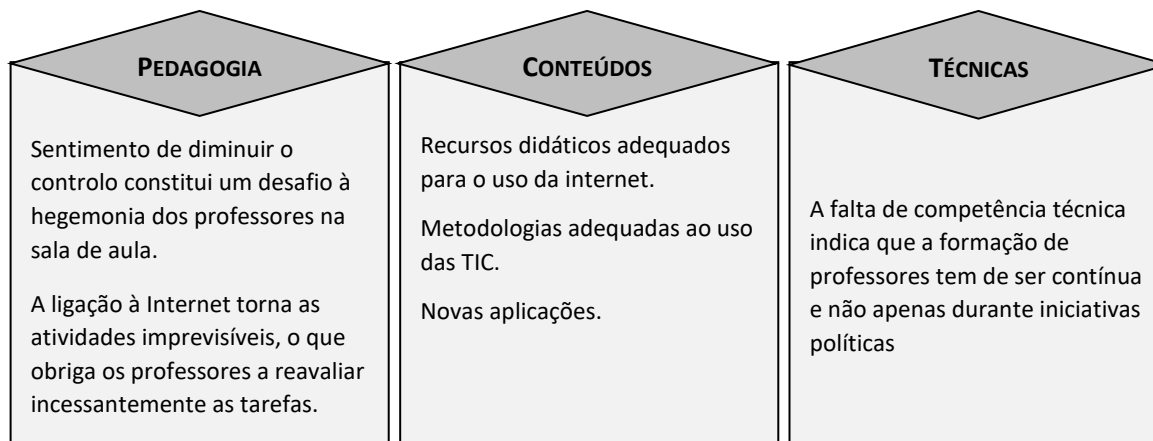 PEDAGOGIA
Sentimento de diminuir o
controlo constitui um desafio à
hegemonia dos professores na
sala de aula.
A ligação à Internet torna as
atividades imprevisíveis, o que
obriga os professores a reavaliar
incessantemente as tarefas.
CONTEÚDOS
Recursos didáticos adequados
para o uso da internet.
Metodologias adequadas ao uso
das TIC.
Novas aplicações.
TÉCNICAS
A falta de competência técnica
indica que a formação de
professores tem de ser contínua
e não apenas durante iniciativas
políticas